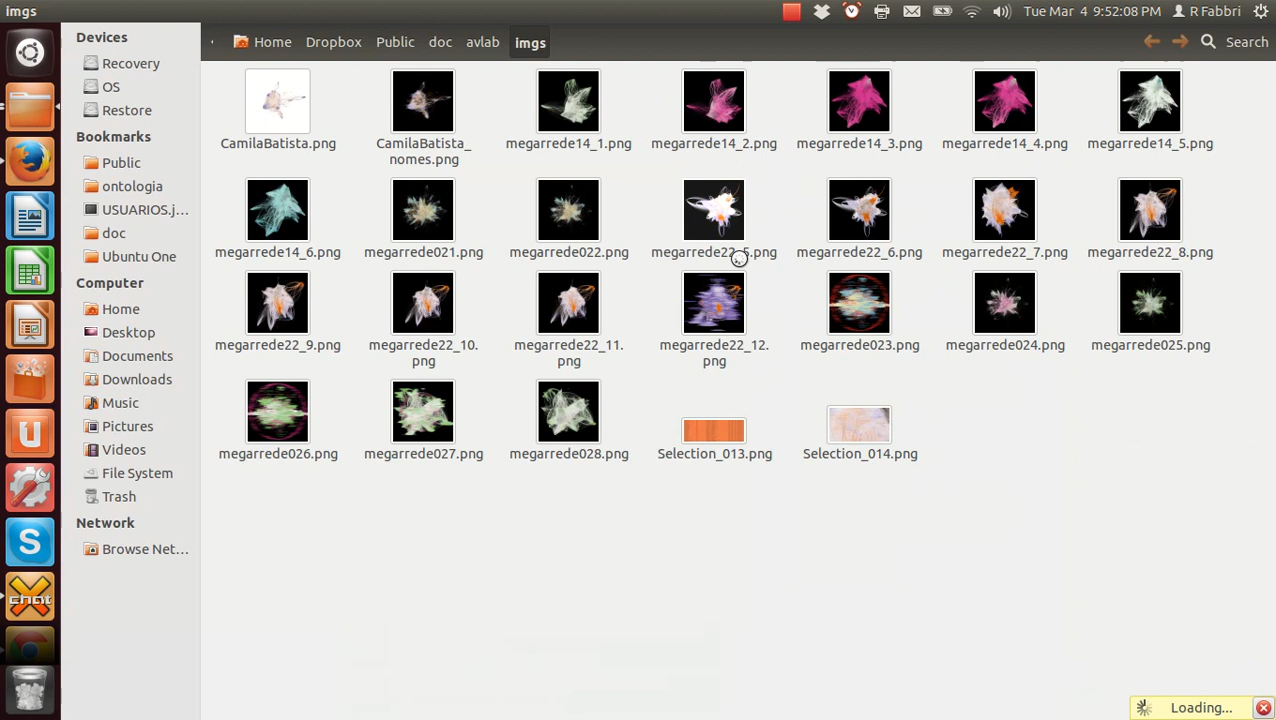 imgs
Tue Mar 4 9:52:08 PM
R Fabbri
Devices
Recovery
OS
Restore
Bookmarks
Public
ontologia
USUARIOS.j...
doc
Ubuntu One
Computer
Home
Desktop
Documents
Downloads
Music
Pictures
Videos
File System
Trash
Network
Browse Net...
Home Dropbox Public doc avlab imgs
Search
CamilaBatista.png
CamilaBatista_
nomes.png
megarrede14_1.png
megarrede14_2.png
megarrede14_3.png
megarrede14_4.png
megarrede14_5.png
megarrede14_6.png
megarrede021.png
megarrede022.png
megarrede22_5.png
megarrede22_6.png
megarrede22_7.png
megarrede22_8.png
megarrede22_9.png
megarrede22_10.
png
megarrede22_11.
png
megarrede22_12.
png
megarrede023.png
megarrede024.png
megarrede025.png
megarrede026.png
megarrede027.png
megarrede028.png
Selection_013.png
Selection_014.png
U
S
chat
Loading...